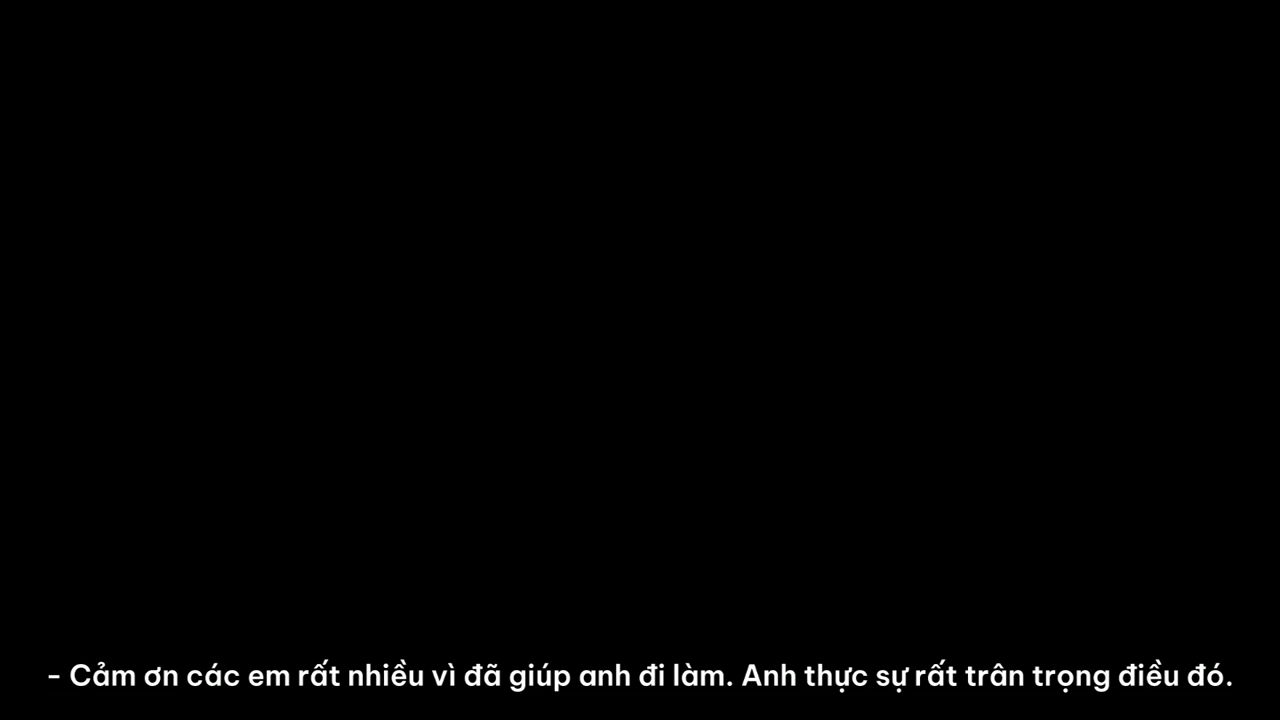 - Cảm ơn các em rất nhiều vì đã giúp anh đi làm. Anh thực sự rất trân trọng điều đó.